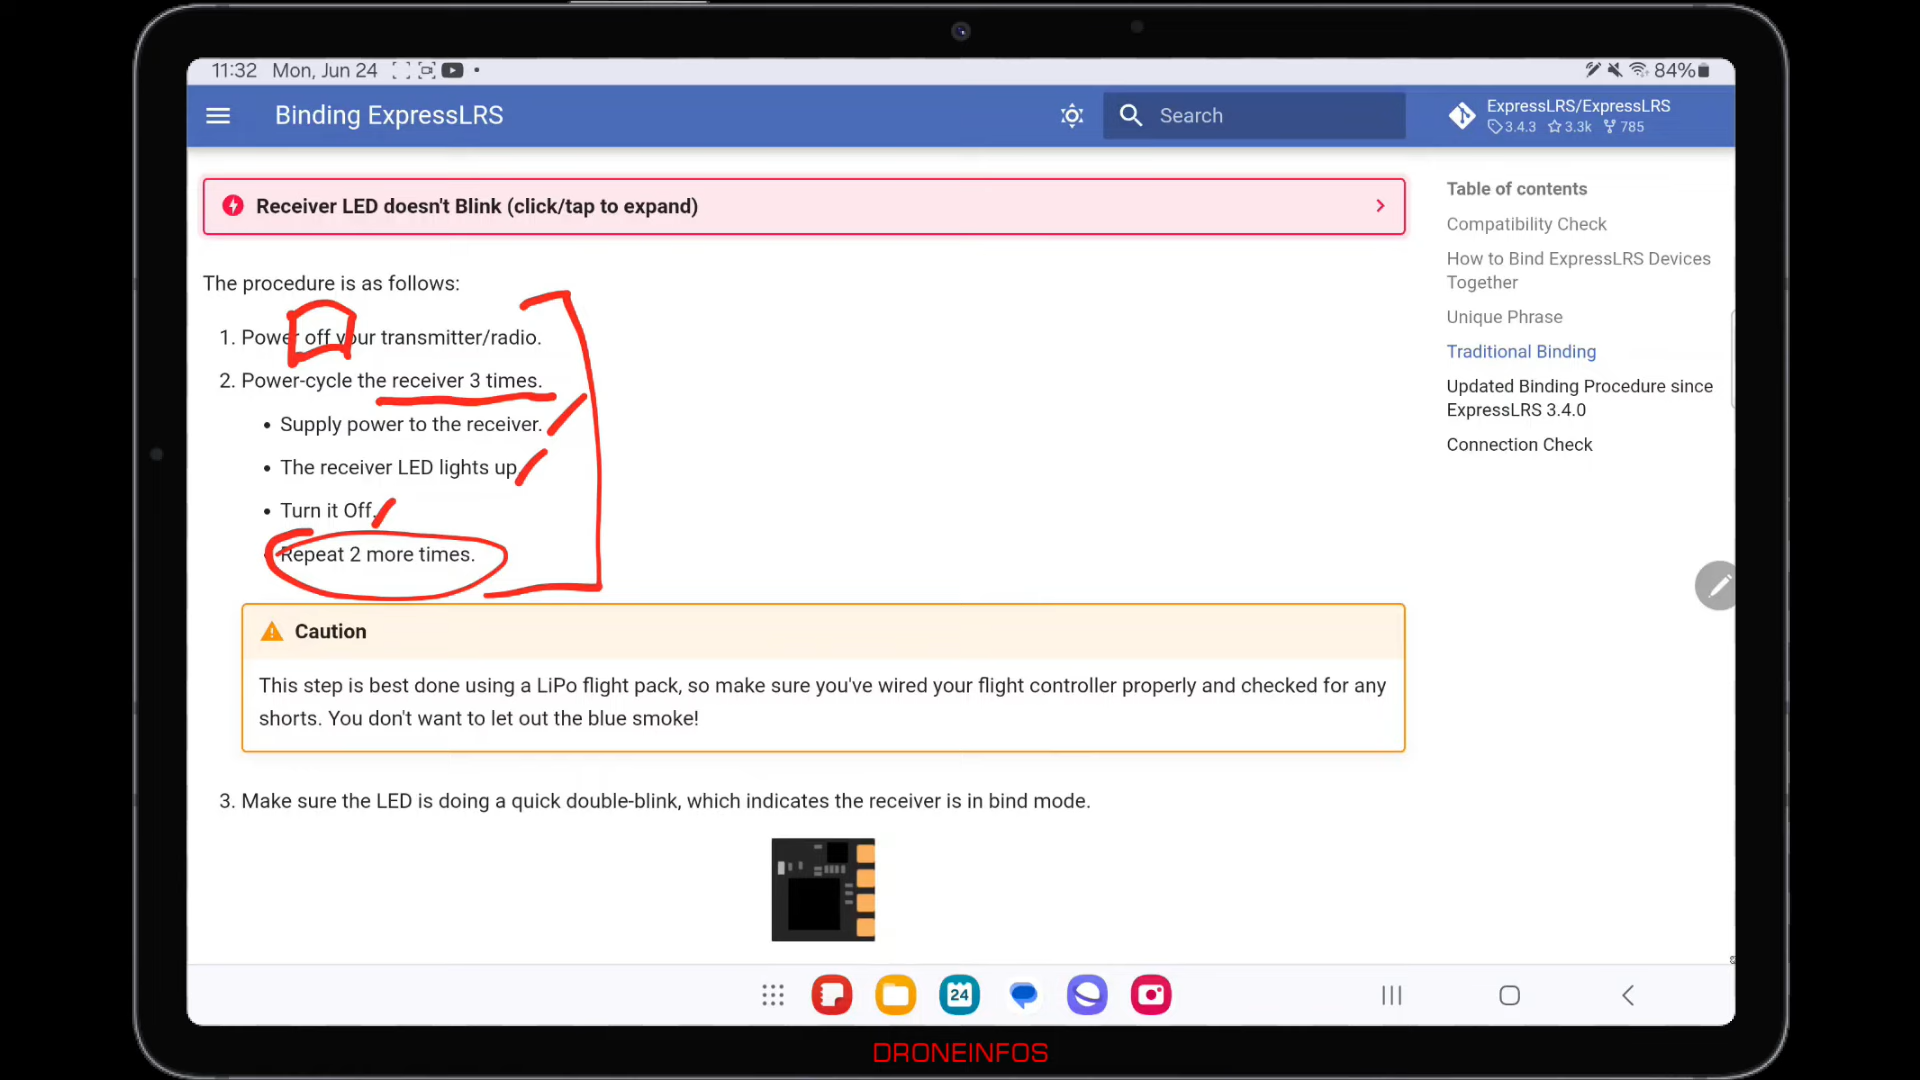 11:32 Mon, Jun 24
84%
Binding ExpressLRS
Search
ExpressLRS/ExpressLRS
3.4.3 3.3k 785
Receiver LED doesn't Blink (click/tap to expand)
The procedure is as follows:
1. Power off your transmitter/radio.
2. Power-cycle the receiver 3 times.
• Supply power to the receiver.
• The receiver LED lights up.
• Turn it Off.
• Repeat 2 more times.
Caution
This step is best done using a LiPo flight pack, so make sure you've wired your flight controller properly and checked for any
shorts. You don't want to let out the blue smoke!
3. Make sure the LED is doing a quick double-blink, which indicates the receiver is in bind mode.
Table of contents
Compatibility Check
How to Bind ExpressLRS Devices
Together
Unique Phrase
Traditional Binding
Updated Binding Procedure since
ExpressLRS 3.4.0
Connection Check
24
DRONEINFOS